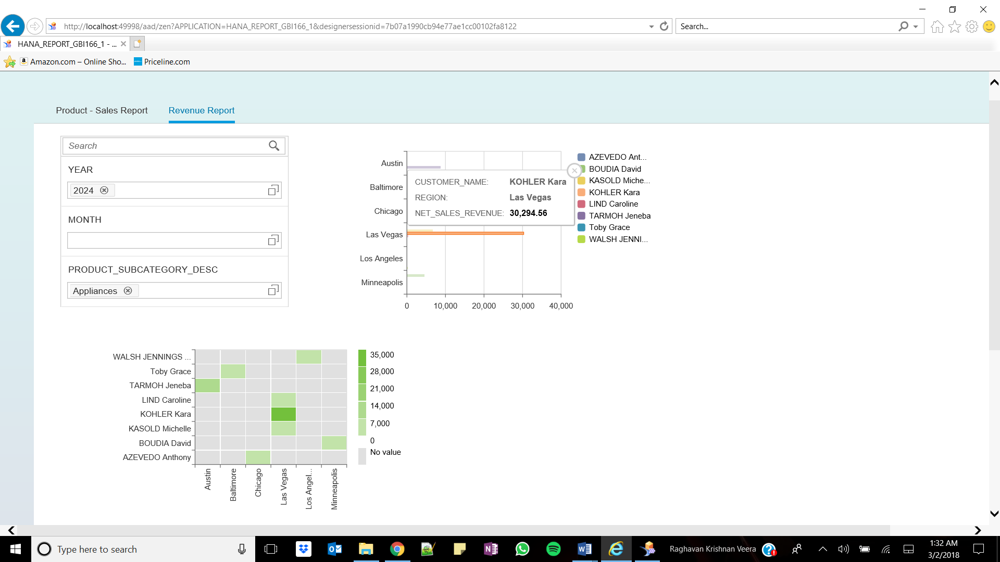 http://localhost:49998/aad/zen?APPLICATION=HANA_REPORT_GBI166_1&designersessionid=7b07a1990cb94e77ae1cc00102fa8122
Search...
HANA_REPORT_GBI166_1 - ...
Amazon.com – Online Sho...
Priceline.com
Product - Sales Report
Revenue Report
Search
YEAR
2024
MONTH
PRODUCT_SUBCATEGORY_DESC
Appliances
Austin
Baltimore
Chicago
Las Vegas
Los Angeles
Minneapolis
0
10,000
20,000
30,000
40,000
CUSTOMER_NAME: KOHLER Kara
REGION: Las Vegas
NET_SALES_REVENUE: 30,294.56
AZEVEDO Ant...
BOUDIA David
KASOLD Miche...
KOHLER Kara
LIND Caroline
TARMOH Jeneba
Toby Grace
WALSH JENNI...
WALSH JENNINGS ...
Toby Grace
TARMOH Jeneba
LIND Caroline
KOHLER Kara
KASOLD Michelle
BOUDIA David
AZEVEDO Anthony
Austin
Baltimore
Chicago
Las Vegas
Los Angel...
Minneapolis
35,000
28,000
21,000
14,000
7,000
0
No value
Type here to search
Raghavan Krishnan Veera
1:32 AM
3/2/2018